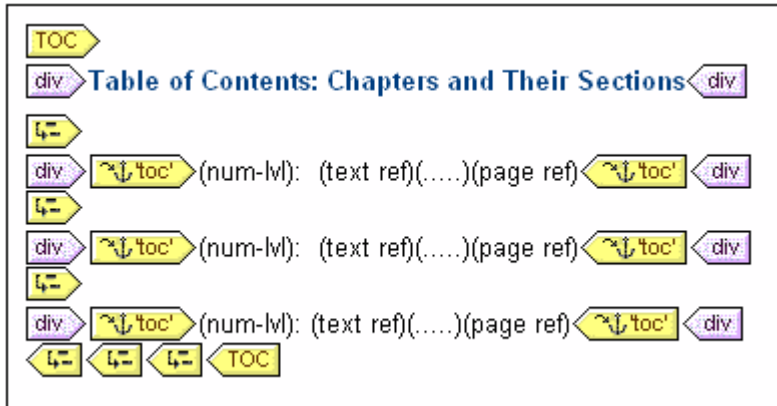 TOC
div Table of Contents: Chapters and Their Sections div
div 'toc' (num-lvl): (text ref)(.....)(page ref) 'toc' div
div 'toc' (num-lvl): (text ref)(.....)(page ref) 'toc' div
div 'toc' (num-lvl): (text ref)(.....)(page ref) 'toc' div
TOC